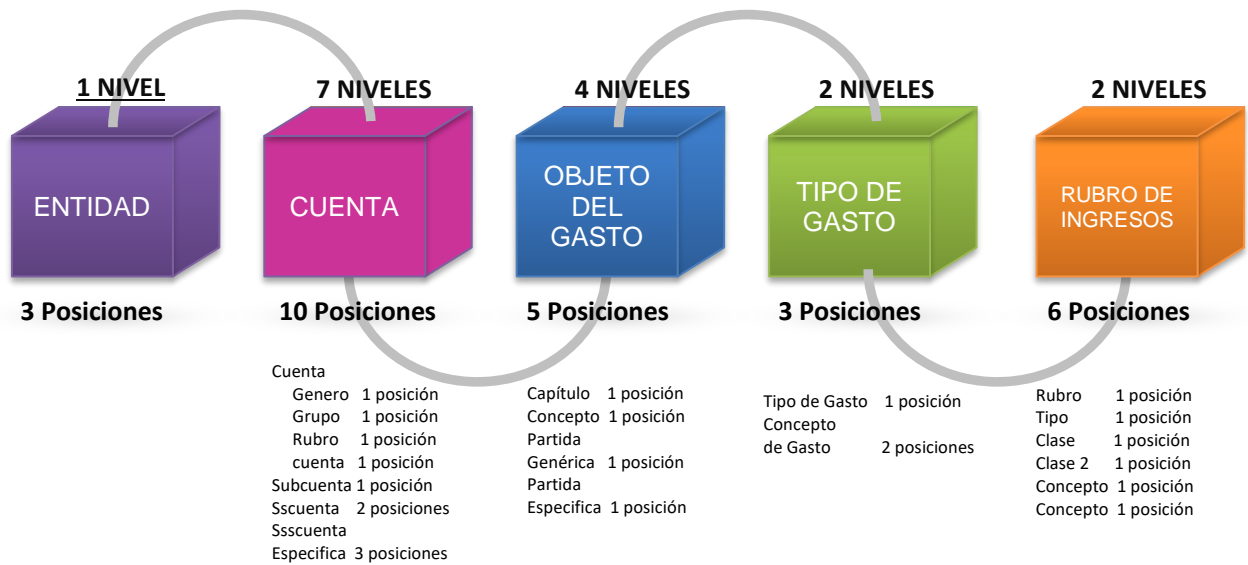 1 NIVEL
7 NIVELES
4 NIVELES
2 NIVELES
2 NIVELES
ENTIDAD
CUENTA
OBJETO
DEL
GASTO
TIPO DE
GASTO
RUBRO DE
INGRESOS
3 Posiciones
10 Posiciones
5 Posiciones
3 Posiciones
6 Posiciones
Cuenta
Genero 1 posición
Grupo 1 posición
Rubro 1 posición
cuenta 1 posición
Subcuenta 1 posición
Sscuenta 2 posiciones
Ssscuenta
Especifica 3 posiciones
Capítulo 1 posición
Concepto 1 posición
Partida
Genérica 1 posición
Partida
Especifica 1 posición
Tipo de Gasto 1 posición
Concepto
de Gasto 2 posiciones
Rubro 1 posición
Tipo 1 posición
Clase 1 posición
Clase 2 1 posición
Concepto 1 posición
Concepto 1 posición